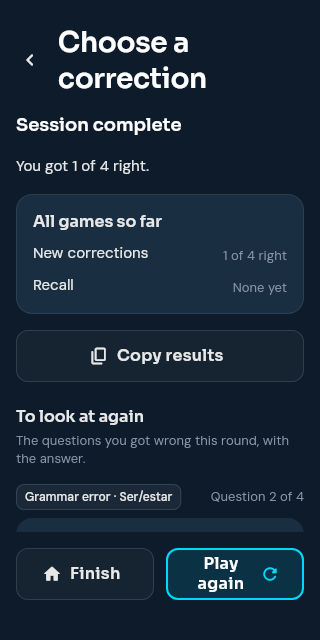 Choose a
correction
Session complete
You got 1 of 4 right.
All games so far
New corrections 1 of 4 right
Recall None yet
Copy results
To look at again
The questions you got wrong this round, with
the answer.
Grammar error · Ser/estar Question 2 of 4
Finish
Play
again